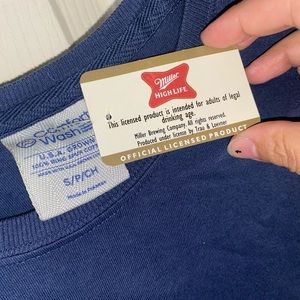 Miller
HIGH LIFE
This licensed product is intended for adults of legal
drinking age.
Miller Brewing Company. All rights reserved.
Produced under license by Trau & Loevner
OFFICIAL LICENSED PRODUCT
Comfort
Wash
U.S.A. GROWN
S/P/CH